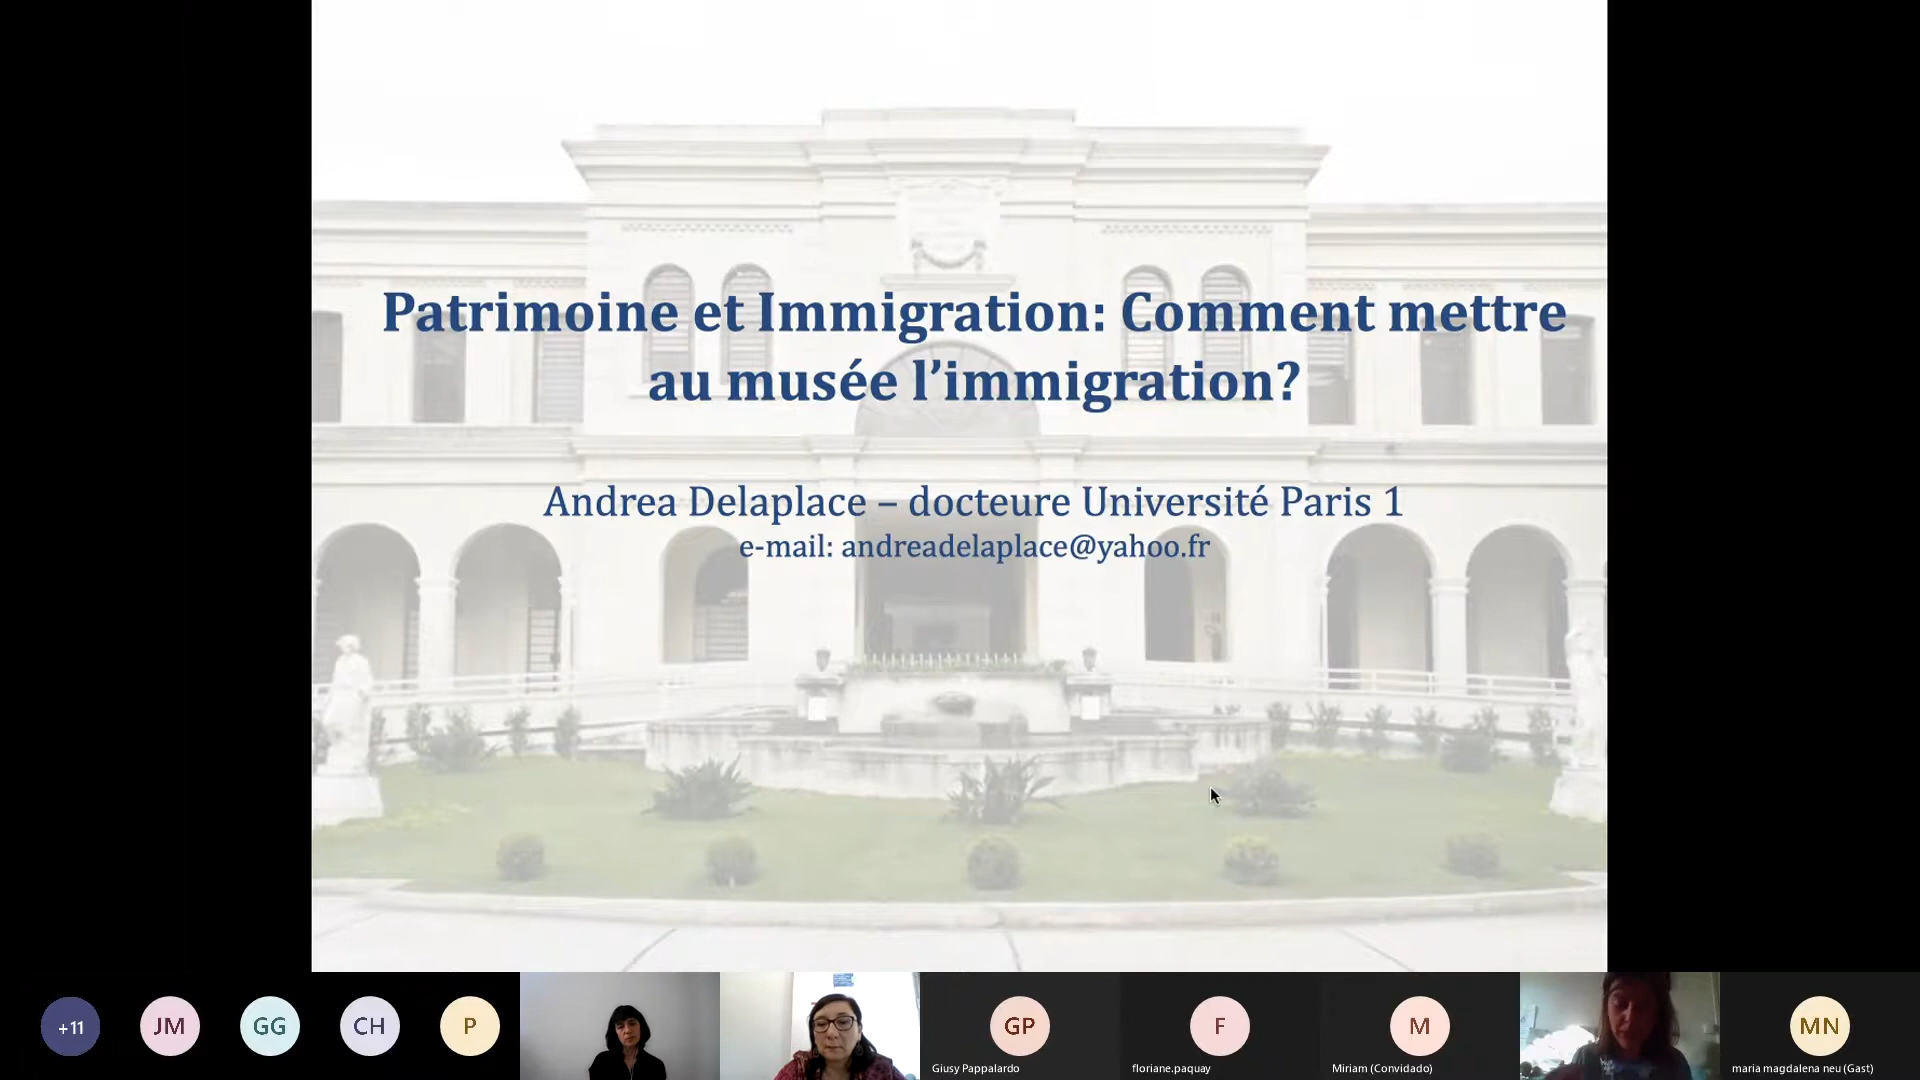 Patrimoine et Immigration: Comment mettre
au musée l’immigration?
Andrea Delaplace – docteure Université Paris 1
e-mail: andreadelaplace@yahoo.fr
+11
JM
GG
CH
P
GP
Giusy Pappalardo
F
floriane.paquay
M
Miriam (Convidado)
MN
maria magdalena neu (Gast)